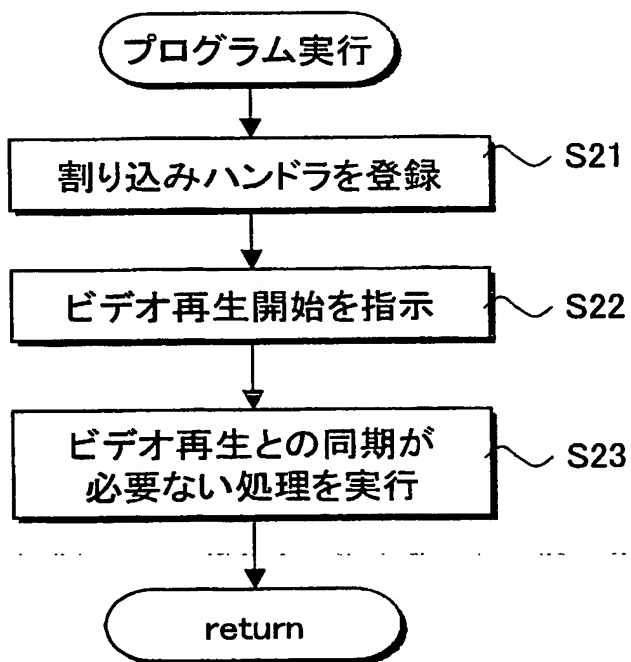 プログラム実行
割り込みハンドラを登録
S21
ビデオ再生開始を指示
S22
ビデオ再生との同期が
必要ない処理を実行
S23
return